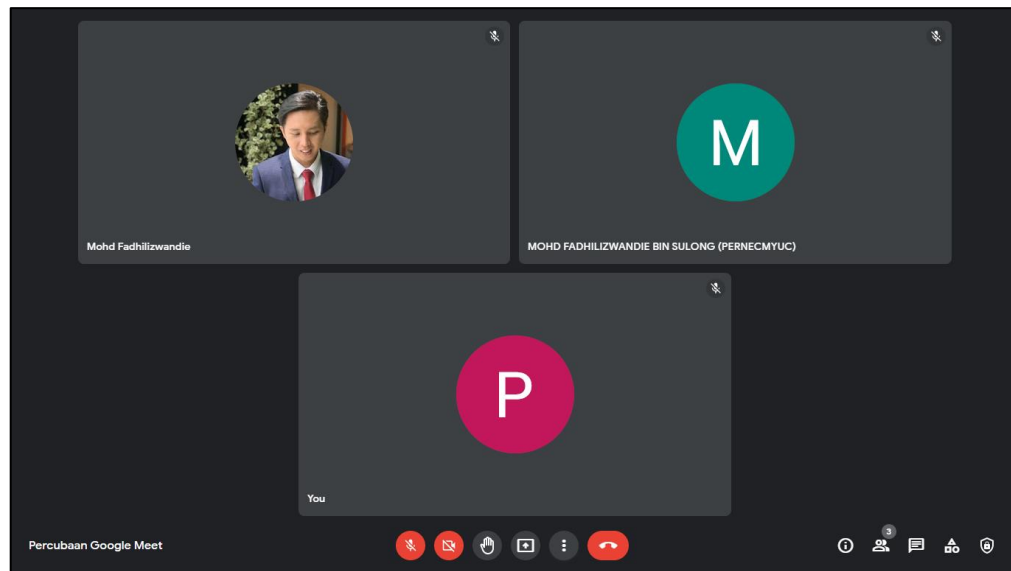 M
Mohd Fadhilizwandie
MOHD FADHILIZWANDIE BIN SULONG (PERNECMYUC)
P
You
Percubaan Google Meet
3